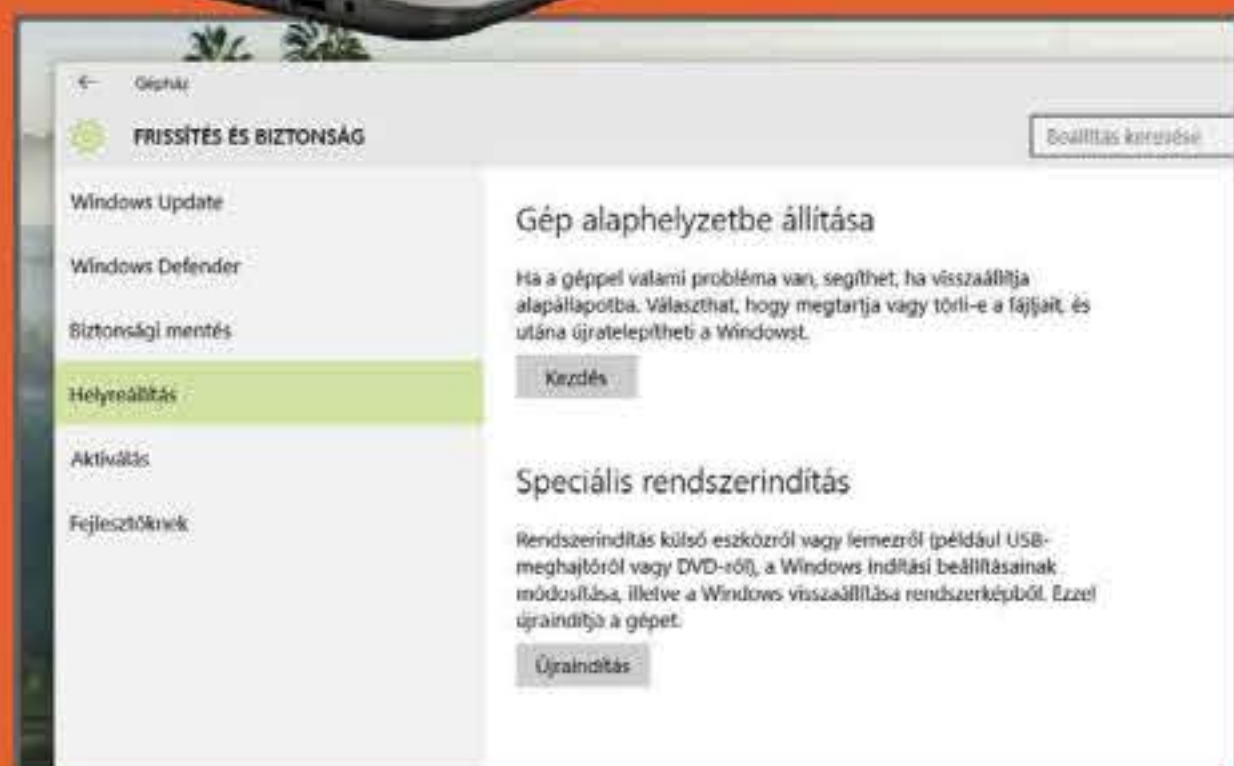 Gépház
FRISSÍTÉS ÉS BIZTONSÁG
Beállítás keresése
Windows Update
Windows Defender
Biztonsági mentés
Helyreállítás
Aktiválás
Fejlesztőknek
Gép alaphelyzetbe állítása
Ha a géppel valami probléma van, segíthet, ha visszaállítja
alapállapotba. Választhat, hogy megtartja vagy törli-e a fájljait, és
utána újratelepítheti a Windowst.
Kezdés
Speciális rendszerindítás
Rendszerindítás külső eszközről vagy lemezről (például USB-
meghajtóról vagy DVD-ről), a Windows indítási beállításainak
módosítása, illetve a Windows visszaállítása rendszerképből. Ezzel
újraindítja a gépet.
Újraindítás